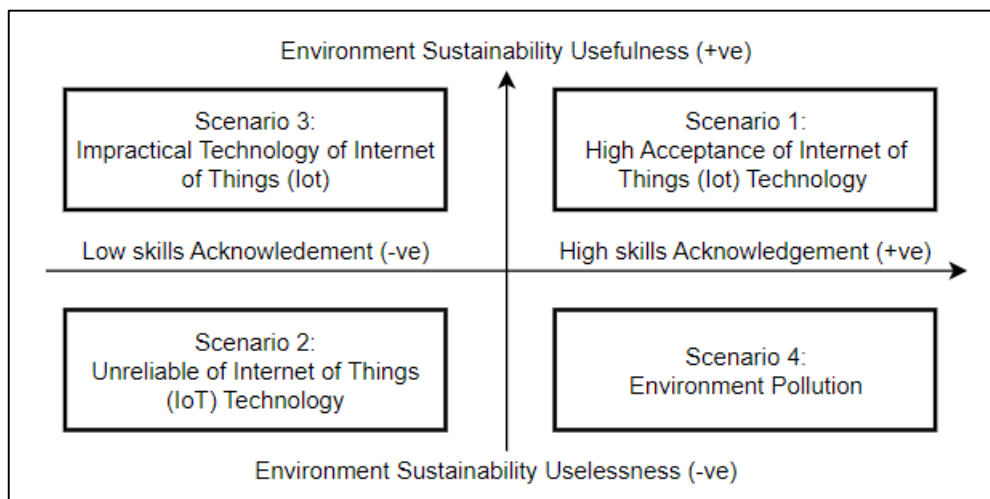 Environment Sustainability Usefulness (+ve)
Scenario 3:
Impractical Technology of Internet
of Things (Iot)
Scenario 1:
High Acceptance of Internet of
Things (Iot) Technology
Low skills Acknowledement (-ve)
High skills Acknowledgement (+ve)
Scenario 2:
Unreliable of Internet of Things
(IoT) Technology
Scenario 4:
Environment Pollution
Environment Sustainability Uselessness (-ve)